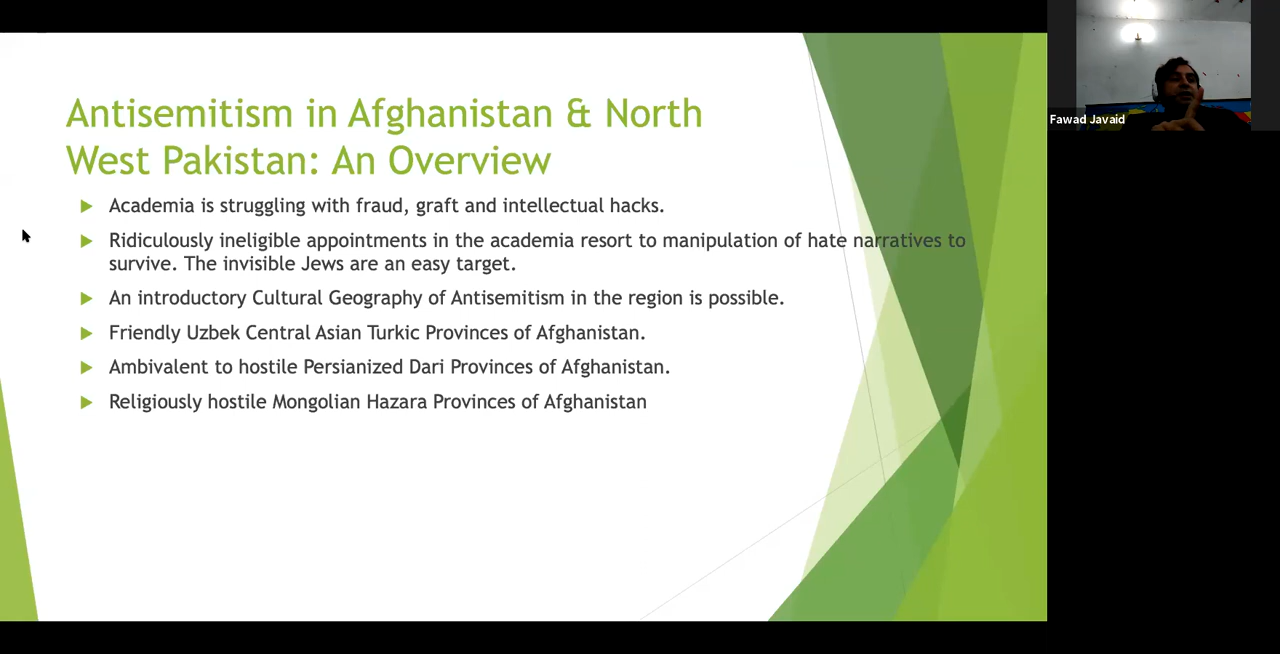 Antisemitism in Afghanistan & North
West Pakistan: An Overview
Academia is struggling with fraud, graft and intellectual hacks.
Ridiculously ineligible appointments in the academia resort to manipulation of hate narratives to
survive. The invisible Jews are an easy target.
An introductory Cultural Geography of Antisemitism in the region is possible.
Friendly Uzbek Central Asian Turkic Provinces of Afghanistan.
Ambivalent to hostile Persianized Dari Provinces of Afghanistan.
Religiously hostile Mongolian Hazara Provinces of Afghanistan
Fawad Javaid